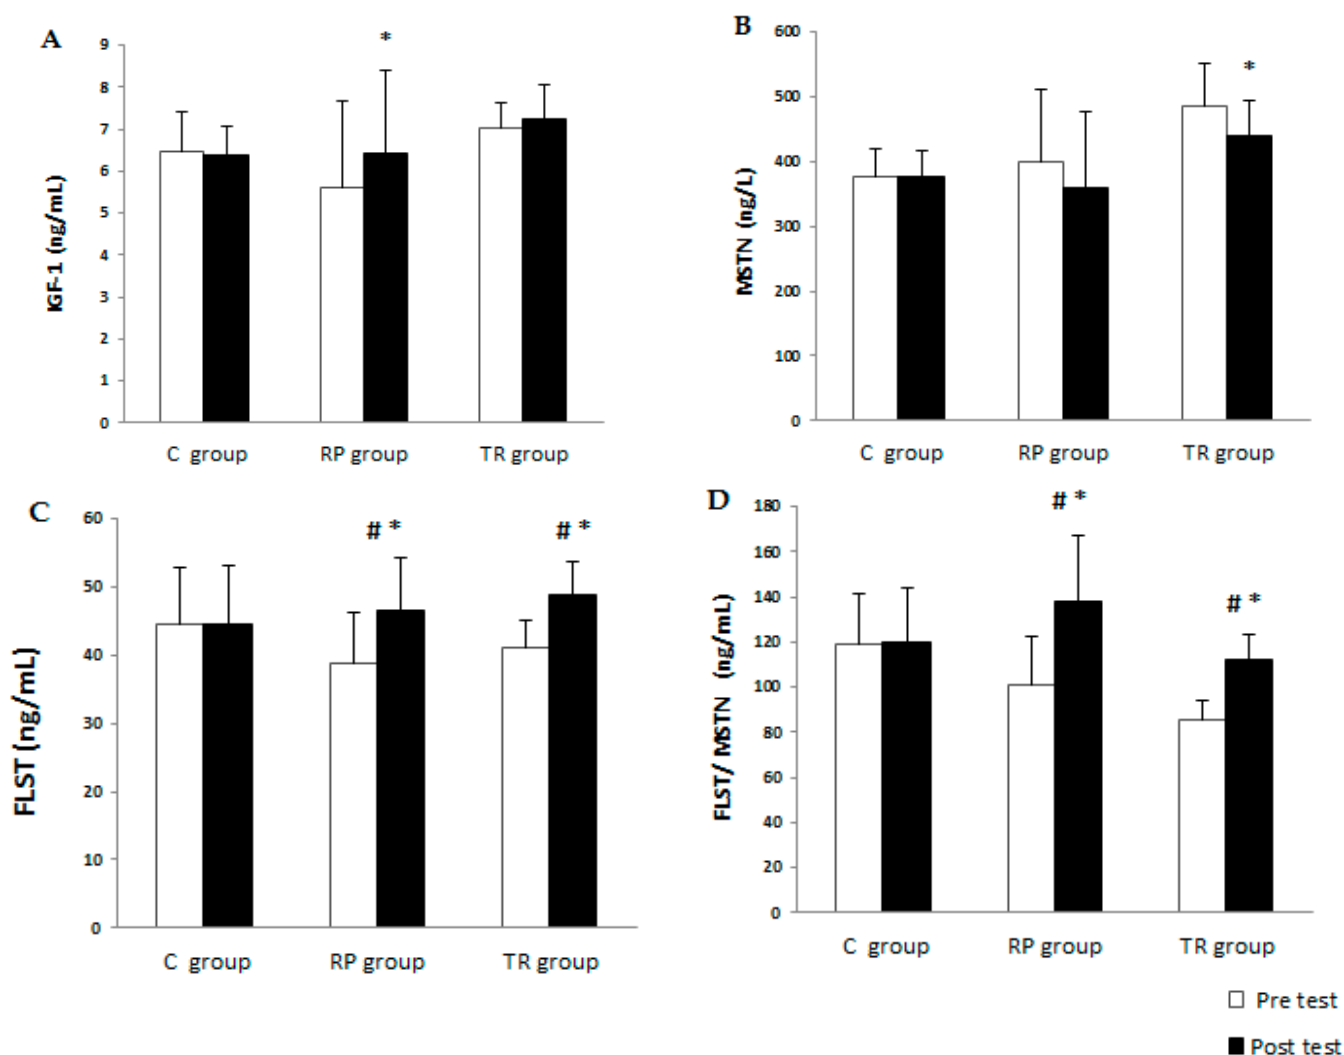 A
*
9
8
7
6
5
4
3
2
1
0
IGF-1 (ng/mL)
C group RP group TR group
B
*
600
500
400
300
200
100
0
MSTN (ng/L)
C group RP group TR group
C
# * # *
60
50
40
30
20
10
0
FLST (ng/mL)
C group RP group TR group
D
# *
# *
180
160
140
120
100
80
60
40
20
0
FLST/ MSTN (ng/mL)
C group RP group TR group
Pre test
Post test